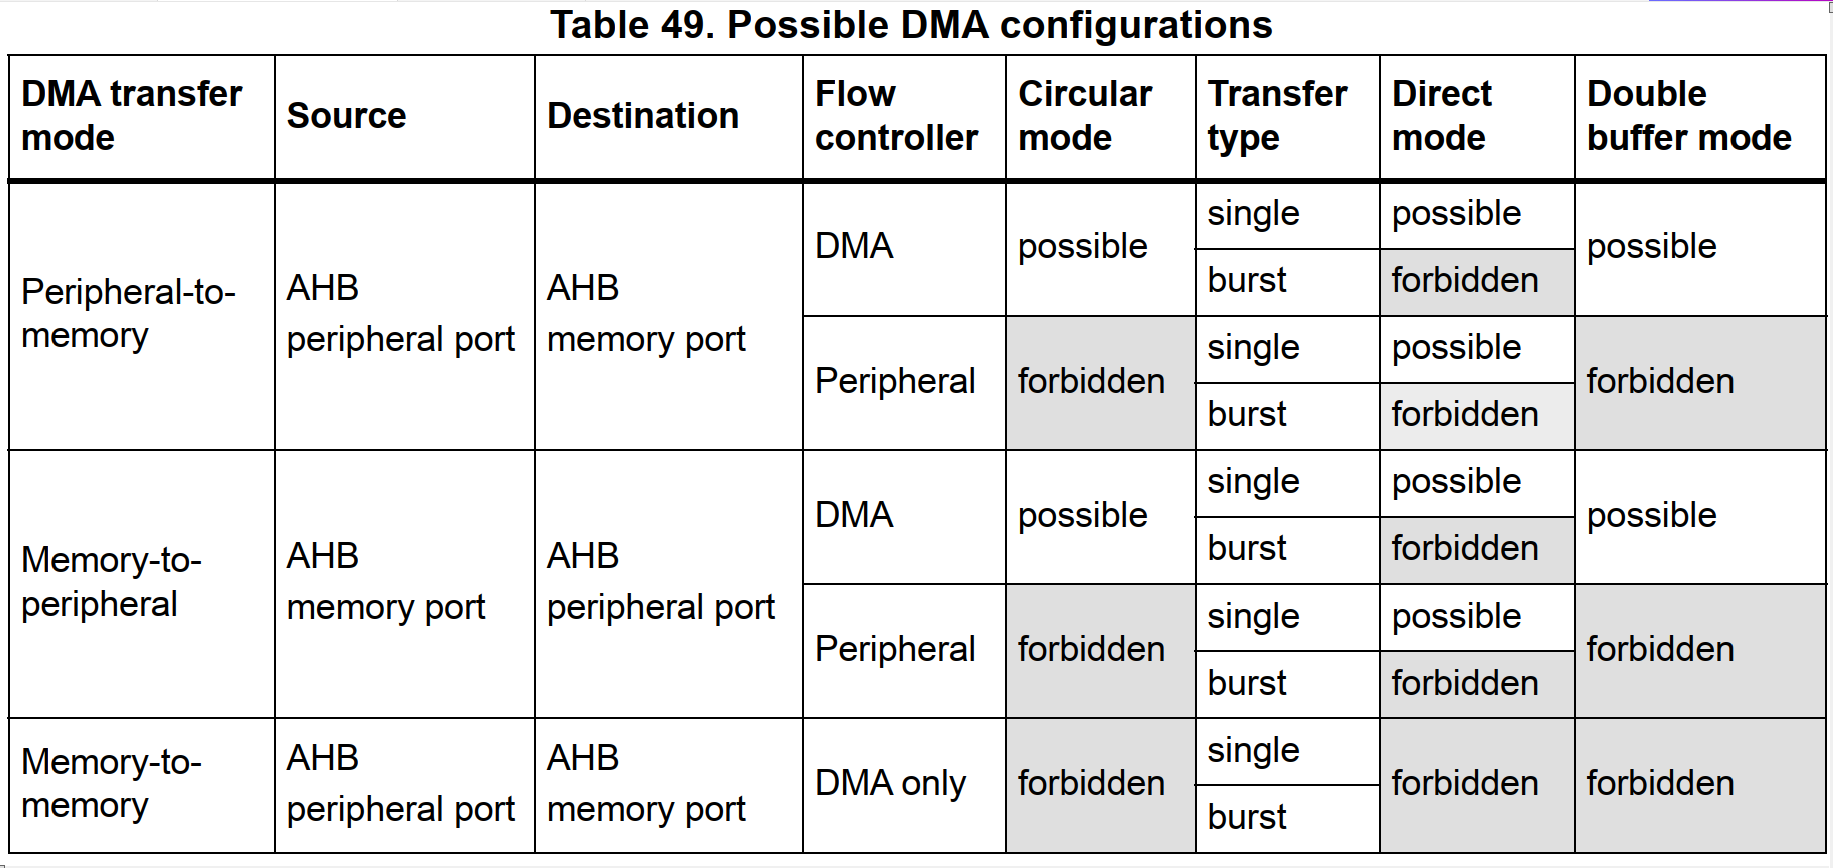 Table 49. Possible DMA configurations
DMA transfer mode Source Destination Flow controller Circular mode Transfer type Direct mode Double buffer mode
Peripheral-to-memory AHB peripheral port AHB memory port DMA possible single possible possible
burst forbidden
Peripheral forbidden single possible forbidden
burst forbidden
Memory-to-peripheral AHB memory port AHB peripheral port DMA possible single possible possible
burst forbidden
Peripheral forbidden single possible forbidden
burst forbidden
Memory-to-memory AHB peripheral port AHB memory port DMA only forbidden single forbidden forbidden
burst